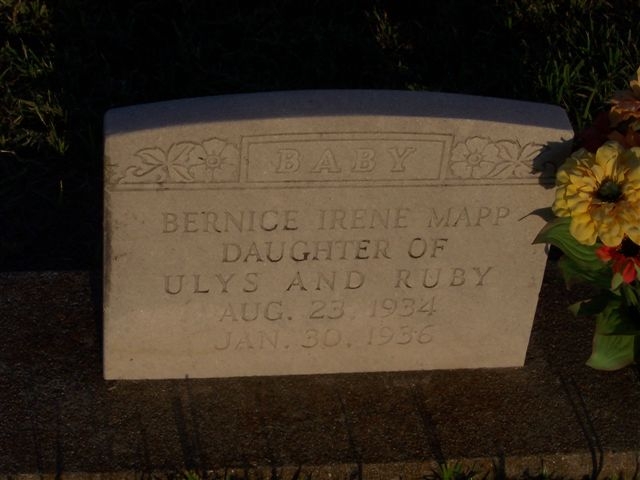 BABY
BERNICE IRENE MAPP
DAUGHTER OF
ULYS AND RUBY
AUG. 23. 1934
JAN. 30. 1936